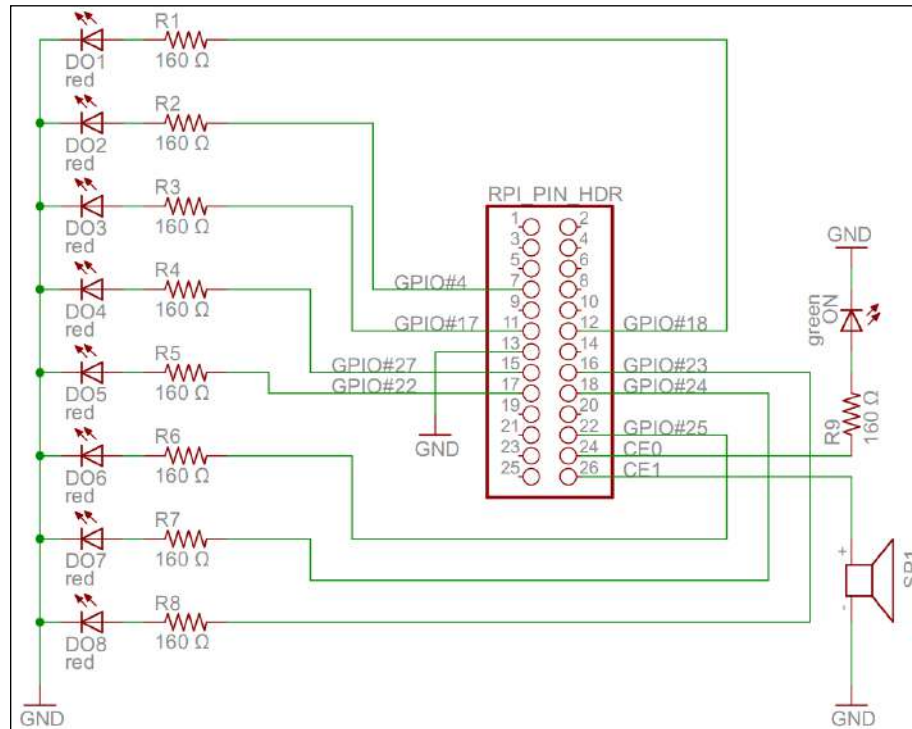 R1
160 Ω
DO1
red
R2
160 Ω
DO2
red
R3
160 Ω
DO3
red
R4
160 Ω
DO4
red
R5
160 Ω
DO5
red
R6
160 Ω
DO6
red
R7
160 Ω
DO7
red
R8
160 Ω
DO8
red
GND
RPI_PIN_HDR
1 2
3 4
5 6
GPIO#4 7 8
9 10
GPIO#17 11 12 GPIO#18
13 14
GPIO#27 15 16 GPIO#23
GPIO#22 17 18 GPIO#24
19 20
21 22 GPIO#25
23 24 CE0
25 26 CE1
GND
GND
green
ON
R9
160 Ω
+
-
SP1
GND